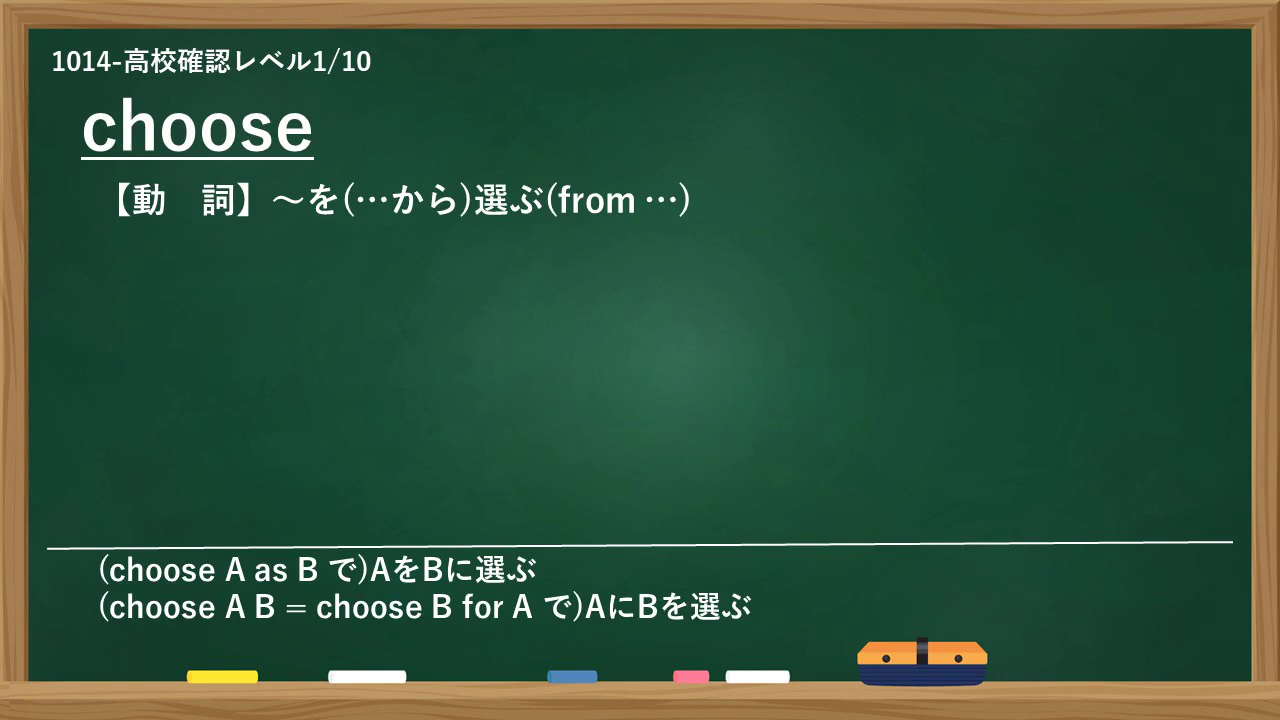 1014-高校確認レベル1/10
choose
【動　詞】～を(…から)選ぶ(from …)
(choose A as B で)AをBに選ぶ
(choose A B = choose B for A で)AにBを選ぶ